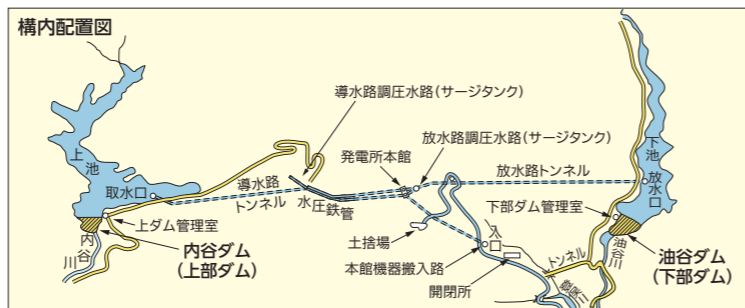 構内配置図
導水路調圧水路(サージタンク)
放水路調圧水路(サージタンク)
発電所本館
上池
取水口
導水路
トンネル
水圧鉄管
放水路トンネル
下池
放水口
上ダム管理室
内谷川
内谷ダム
(上部ダム)
土捨場
入口
本館機器搬入路
開閉所
トンネル
下部ダム管理室
油谷川
油谷ダム
(下部ダム)